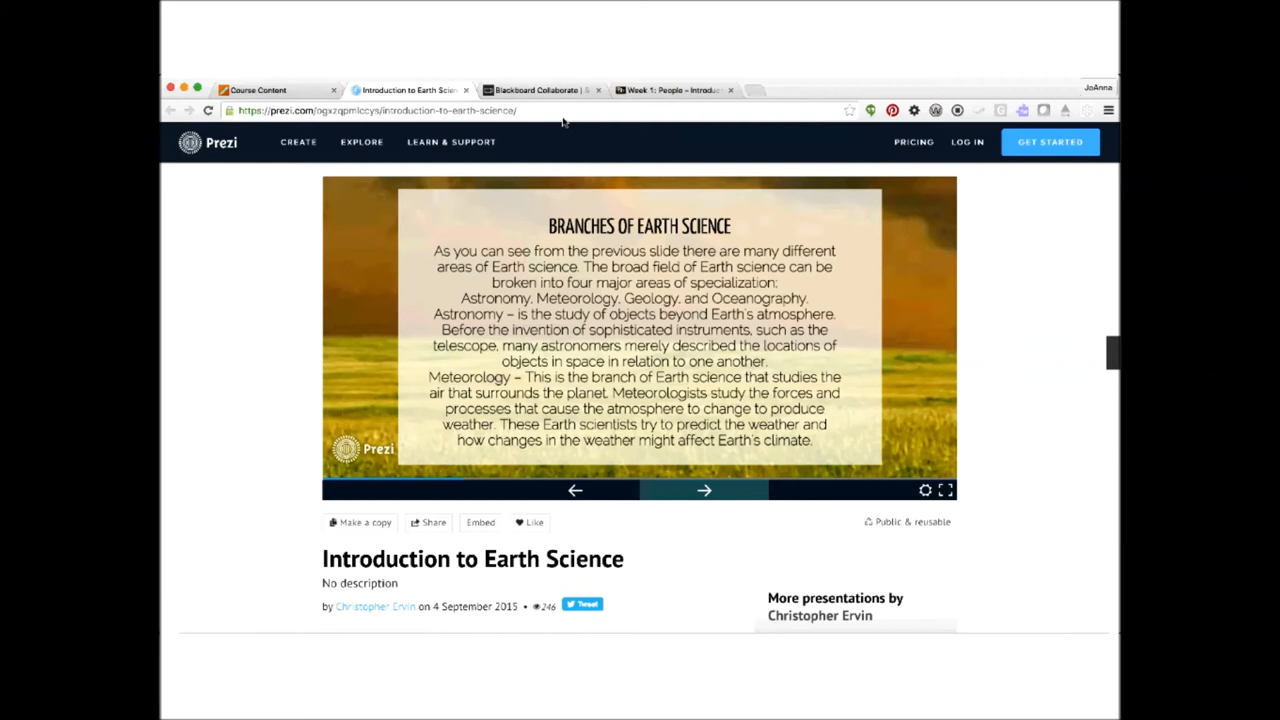 Course Content
Introduction to Earth Scien
Blackboard Collaborate | S
Week 1: People – Introduc
JoAnna
https://prezi.com/ogxzqpmlccys/introduction-to-earth-science/
Prezi
CREATE
EXPLORE
LEARN & SUPPORT
PRICING
LOG IN
GET STARTED
BRANCHES OF EARTH SCIENCE
As you can see from the previous slide there are many different
areas of Earth science. The broad field of Earth science can be
broken into four major areas of specialization:
Astronomy, Meteorology, Geology, and Oceanography.
Astronomy – is the study of objects beyond Earth's atmosphere.
Before the invention of sophisticated instruments, such as the
telescope, many astronomers merely described the locations of
objects in space in relation to one another.
Meteorology – This is the branch of Earth science that studies the
air that surrounds the planet. Meteorologists study the forces and
processes that cause the atmosphere to change to produce
weather. These Earth scientists try to predict the weather and
how changes in the weather might affect Earth's climate.
Prezi
Make a copy
Share
Embed
Like
Public & reusable
Introduction to Earth Science
No description
by Christopher Ervin on 4 September 2015 • 246
Tweet
More presentations by
Christopher Ervin